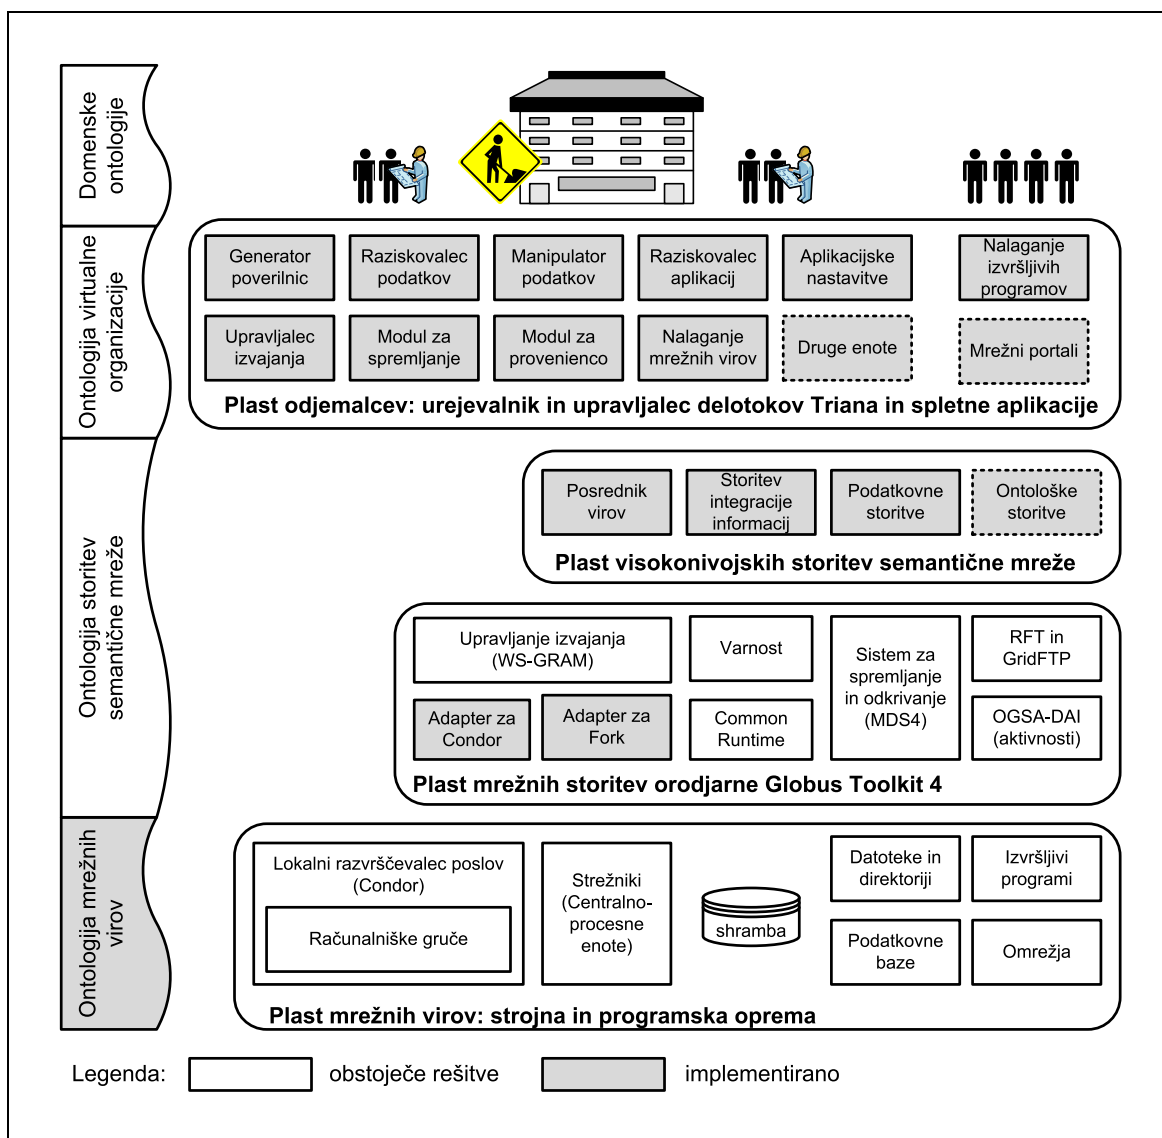 Domenske
ontologije
Ontologija virtualne
organizacije
Generator
poverilnic
Raziskovalec
podatkov
Manipulator
podatkov
Raziskovalec
aplikacij
Aplikacijske
nastavitve
Nalaganje
izvršljivih
programov
Upravljalec
izvajanja
Modul za
spremljanje
Modul za
provenienco
Nalaganje
mrežnih virov
Druge enote
Mrežni portali
Plast odjemalcev: urejevalnik in upravljalec delotokov Triana in spletne aplikacije
Ontologija storitev
semantične mreže
Posrednik
virov
Storitev
integracije
informacij
Podatkovne
storitve
Ontološke
storitve
Plast visokonivojskih storitev semantične mreže
Upravljanje izvajanja
(WS-GRAM)
Varnost
Sistem za
spremljanje
in odkrivanje
(MDS4)
RFT in
GridFTP
Adapter za
Condor
Adapter za
Fork
Common
Runtime
OGSA-DAI
(aktivnosti)
Plast mrežnih storitev orodjarne Globus Toolkit 4
Ontologija mrežnih
virov
Lokalni razvrščevalec poslov
(Condor)
Računalniške gruče
Strežniki
(Centralno-
procesne
enote)
shramba
Datoteke in
direktoriji
Izvršljivi
programi
Podatkovne
baze
Omrežja
Plast mrežnih virov: strojna in programska oprema
Legenda:
obstoječe rešitve
implementirano